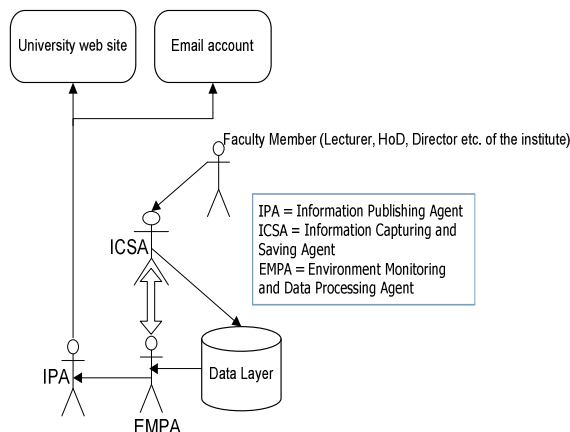 University web site
Email account
Faculty Member (Lecturer, HoD, Director etc. of the institute)
IPA = Information Publishing Agent
ICSA = Information Capturing and
Saving Agent
EMPA = Environment Monitoring
and Data Processing Agent
ICSA
Data Layer
IPA
EMPA